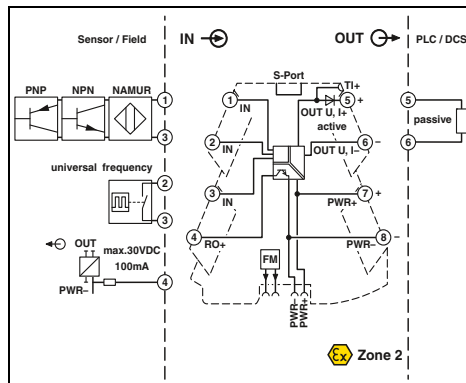 Sensor / Field
IN
OUT
PLC / DCS
PNP
NPN
NAMUR
1
3
universal frequency
2
3
OUT
max.30VDC
100mA
PWR–
4
S-Port
TI+
1
IN
5
+
OUT U, I+
active
2
IN
6
–
OUT U, I–
3
IN
7
+
PWR+
4
RO+
8
–
PWR–
FM
PWR–
PWR+
5
passive
6
Ex
Zone 2